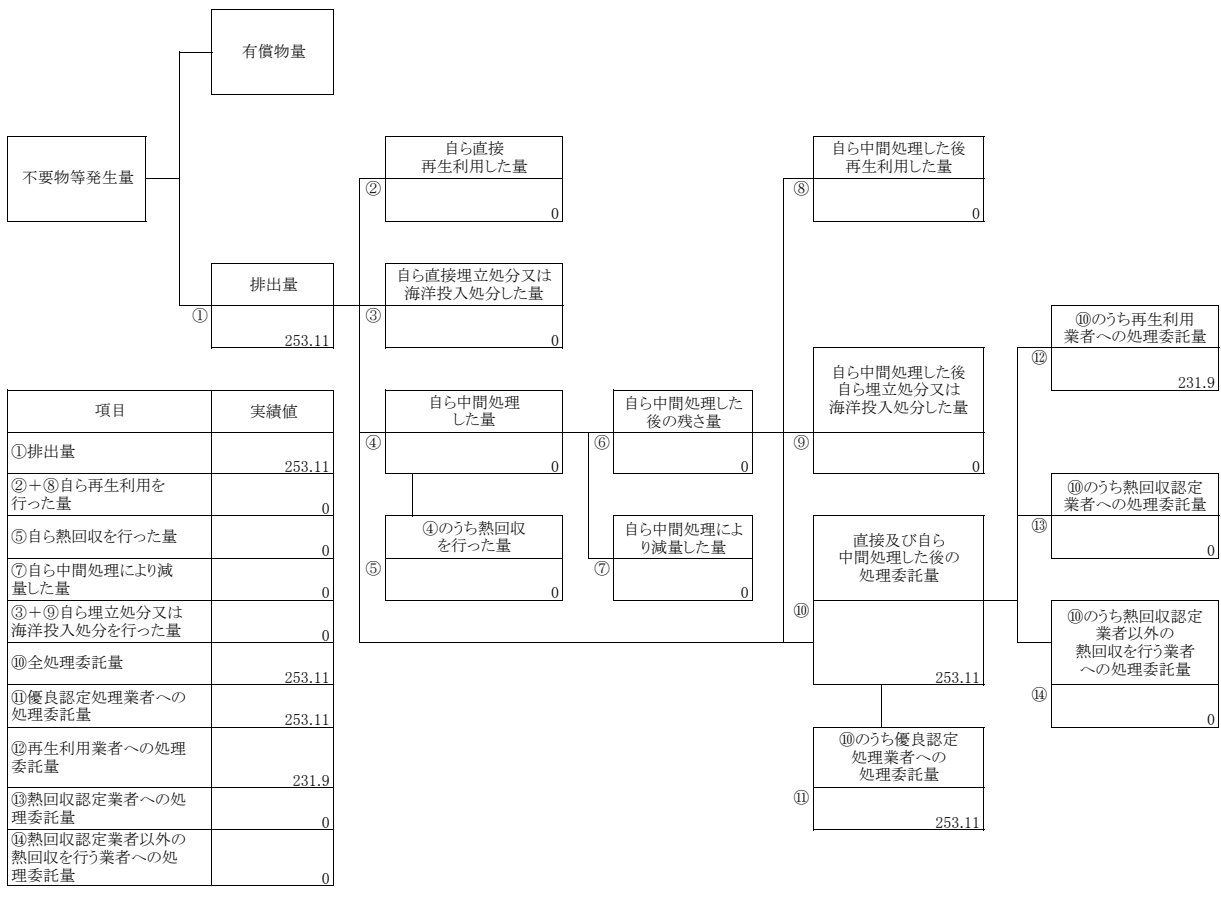 有償物量
不要物等発生量
排出量
①
253.11
自ら直接
再生利用した量
②
0
自ら直接埋立処分又は
海洋投入処分した量
③
0
自ら中間処理
した量
④
0
④のうち熱回収
を行った量
⑤
0
自ら中間処理した
後の残さ量
⑥
0
自ら中間処理によ
り減量した量
⑦
0
自ら中間処理した後
再生利用した量
⑧
0
自ら中間処理した後
自ら埋立処分又は
海洋投入処分した量
⑨
0
直接及び自ら
中間処理した後の
処理委託量
⑩
253.11
⑩のうち優良認定
処理業者への
処理委託量
⑪
253.11
⑩のうち再生利用
業者への処理委託量
⑫
231.9
⑩のうち熱回収認定
業者への処理委託量
⑬
0
⑩のうち熱回収認定
業者以外の
熱回収を行う業者
への処理委託量
⑭
0
項目 実績値
①排出量
253.11
②＋⑧自ら再生利用を
行った量
0
⑤自ら熱回収を行った量
0
⑦自ら中間処理により減
量した量
0
③＋⑨自ら埋立処分又は
海洋投入処分を行った量
0
⑩全処理委託量
253.11
⑪優良認定処理業者への
処理委託量
253.11
⑫再生利用業者への処理
委託量
231.9
⑬熱回収認定業者への処
理委託量
0
⑭熱回収認定業者以外の
熱回収を行う業者への処
理委託量
0